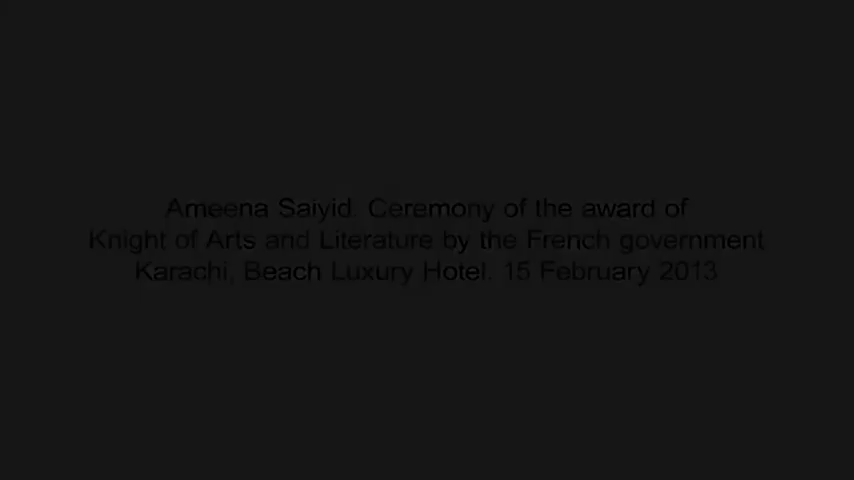 Ameena Saiyid. Ceremony of the award of
Knight of Arts and Literature by the French government
Karachi, Beach Luxury Hotel. 15 February 2013